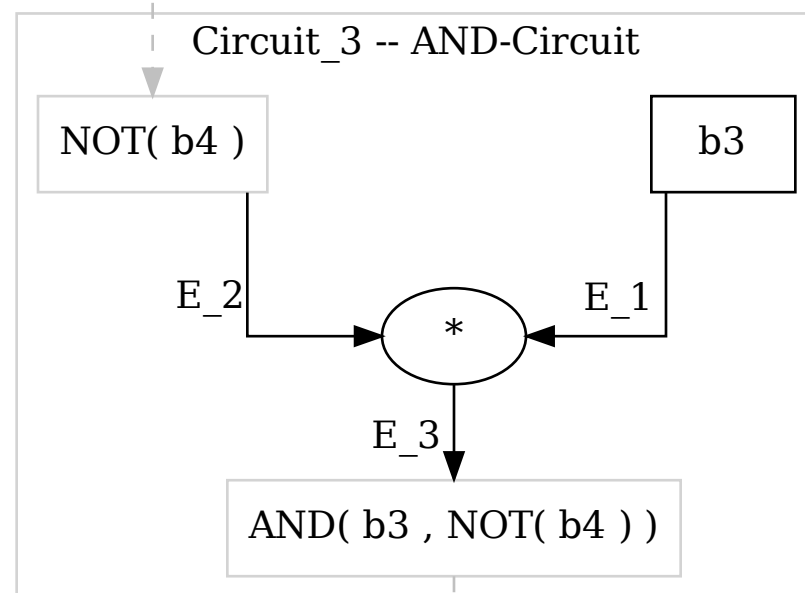 Circuit_3 -- AND-Circuit
NOT( b4 )
b3
E_2
E_1
*
E_3
AND( b3 , NOT( b4 ) )